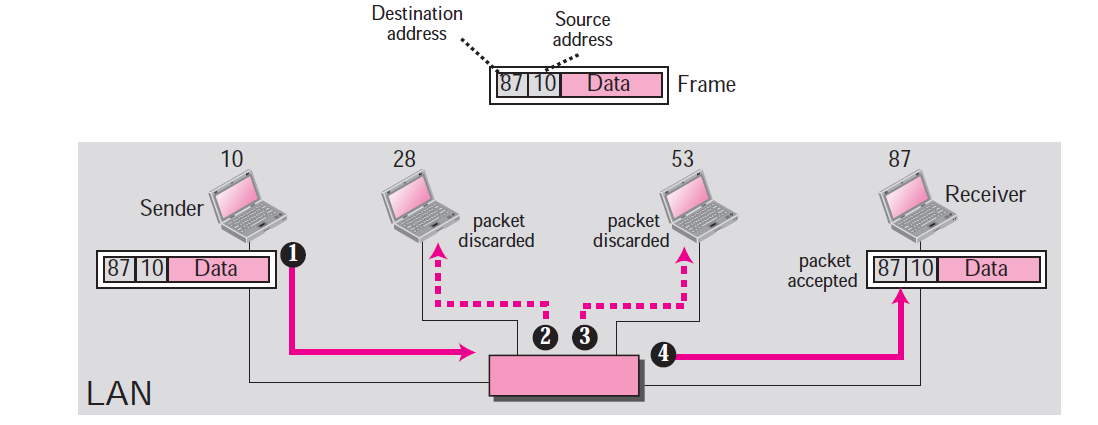 Destination
address
Source
address
87 10 Data
Frame
10
28
53
87
Sender
Receiver
packet
discarded
packet
discarded
1
87 10 Data
packet
accepted
87 10 Data
2
3
4
LAN